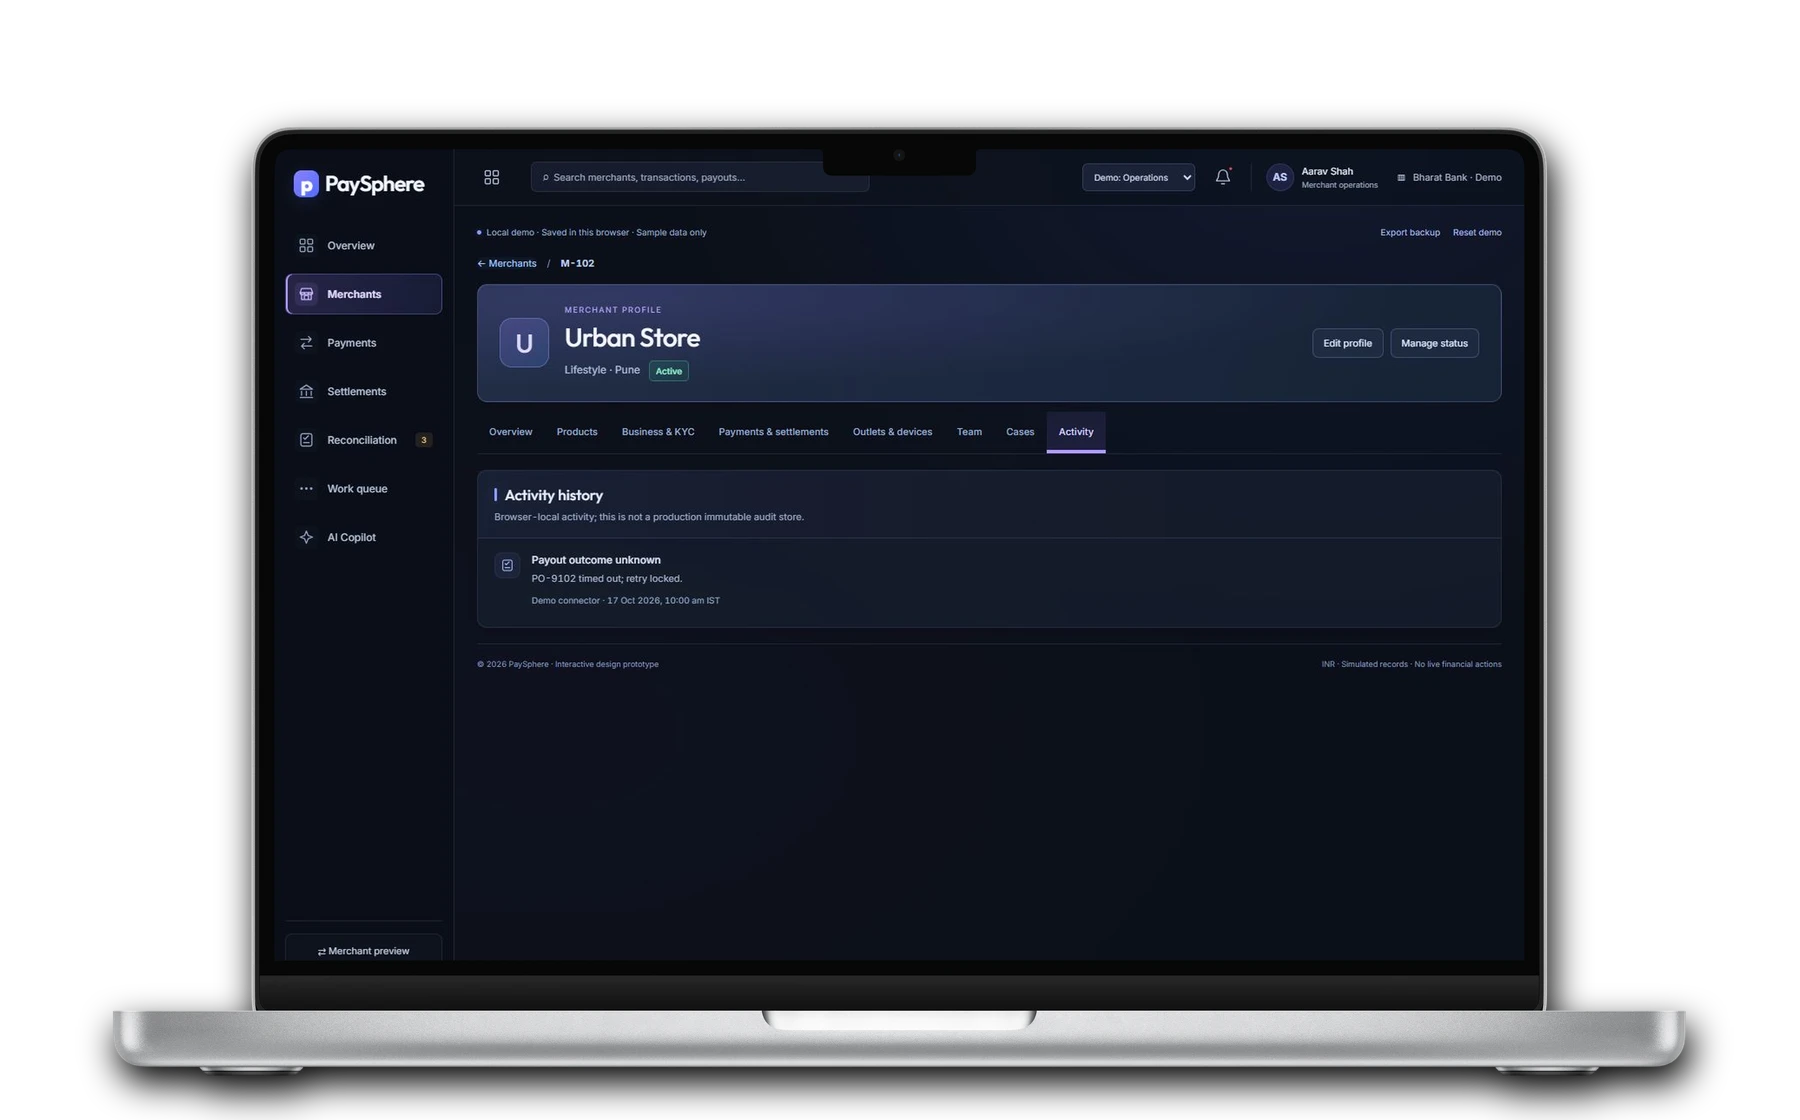 PaySphere
Search merchants, transactions, payouts...
Demo: Operations
AS
Aarav Shah
Merchant operations
Bharat Bank · Demo
Overview
Merchants
Payments
Settlements
Reconciliation 3
Work queue
AI Copilot
⇄ Merchant preview
Local demo · Saved in this browser · Sample data only
Export backup Reset demo
← Merchants / M-102
U
MERCHANT PROFILE
Urban Store
Lifestyle · Pune Active
Edit profile Manage status
Overview Products Business & KYC Payments & settlements Outlets & devices Team Cases Activity
Activity history
Browser-local activity; this is not a production immutable audit store.
Payout outcome unknown
PO-9102 timed out; retry locked.
Demo connector · 17 Oct 2026, 10:00 am IST
© 2026 PaySphere · Interactive design prototype
INR · Simulated records · No live financial actions